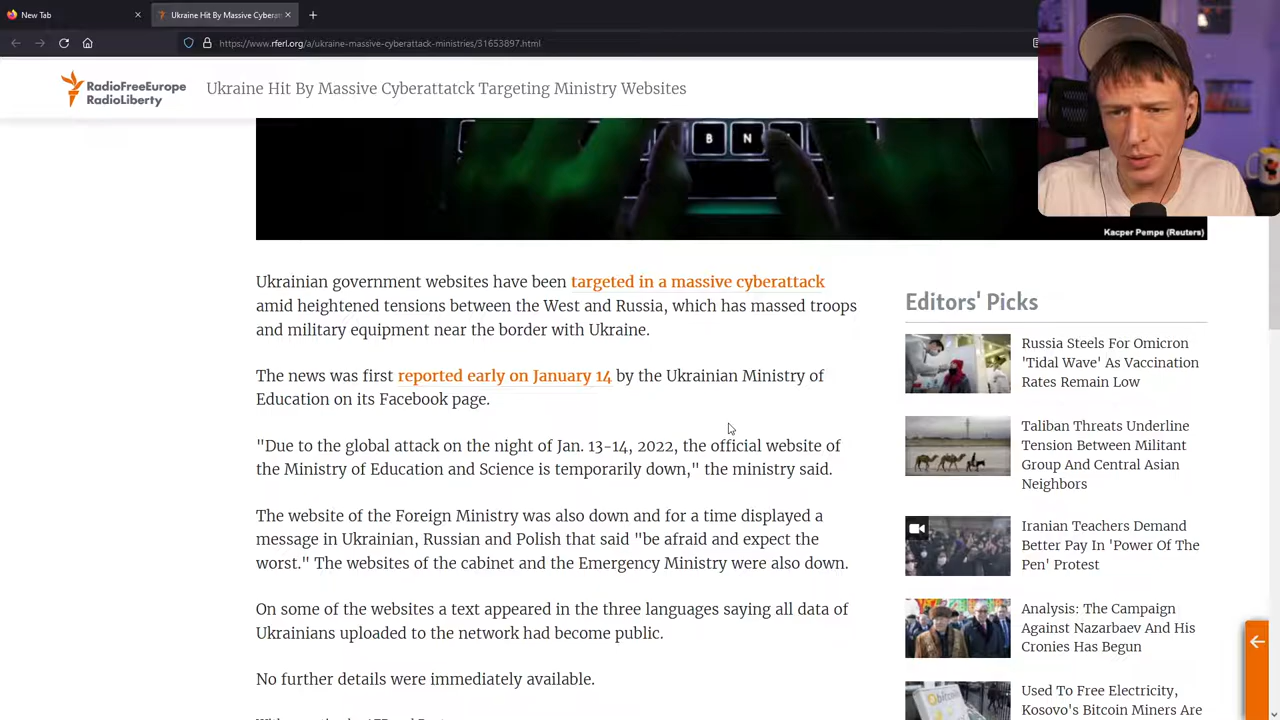 New Tab
Ukraine Hit By Massive Cyberat
https://www.rferl.org/a/ukraine-massive-cyberattack-ministries/31653897.html
RadioFreeEurope
RadioLiberty
Ukraine Hit By Massive Cyberattatck Targeting Ministry Websites
B N
Kacper Pempe (Reuters)
Ukrainian government websites have been targeted in a massive cyberattack
amid heightened tensions between the West and Russia, which has massed troops
and military equipment near the border with Ukraine.
The news was first reported early on January 14 by the Ukrainian Ministry of
Education on its Facebook page.
"Due to the global attack on the night of Jan. 13-14, 2022, the official website of
the Ministry of Education and Science is temporarily down," the ministry said.
The website of the Foreign Ministry was also down and for a time displayed a
message in Ukrainian, Russian and Polish that said "be afraid and expect the
worst." The websites of the cabinet and the Emergency Ministry were also down.
On some of the websites a text appeared in the three languages saying all data of
Ukrainians uploaded to the network had become public.
No further details were immediately available.
Editors' Picks
Russia Steels For Omicron
'Tidal Wave' As Vaccination
Rates Remain Low
Taliban Threats Underline
Tension Between Militant
Group And Central Asian
Neighbors
Iranian Teachers Demand
Better Pay In 'Power Of The
Pen' Protest
Analysis: The Campaign
Against Nazarbaev And His
Cronies Has Begun
Used To Free Electricity,
Kosovo's Bitcoin Miners Are